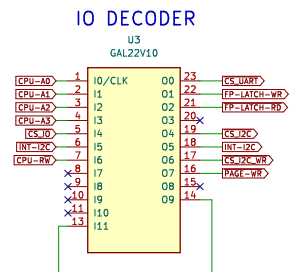 IO DECODER
U3
GAL22V10
CPU-A0 1 I0/CLK O0 23 CS_UART
CPU-A1 2 I1 O1 22 FP-LATCH-WR
CPU-A2 3 I2 O2 21 FP-LATCH-RD
CPU-A3 4 I3 O3 20
CS_IO 5 I4 O4 19 CS_I2C
INT-I2C 6 I5 O5 18 INT-I2C
CPU-RW 7 I6 O6 17 CS_I2C_WR
8 I7 O7 16 PAGE-WR
9 I8 O8 15
10 I9 O9 14
11 I10
13 I11